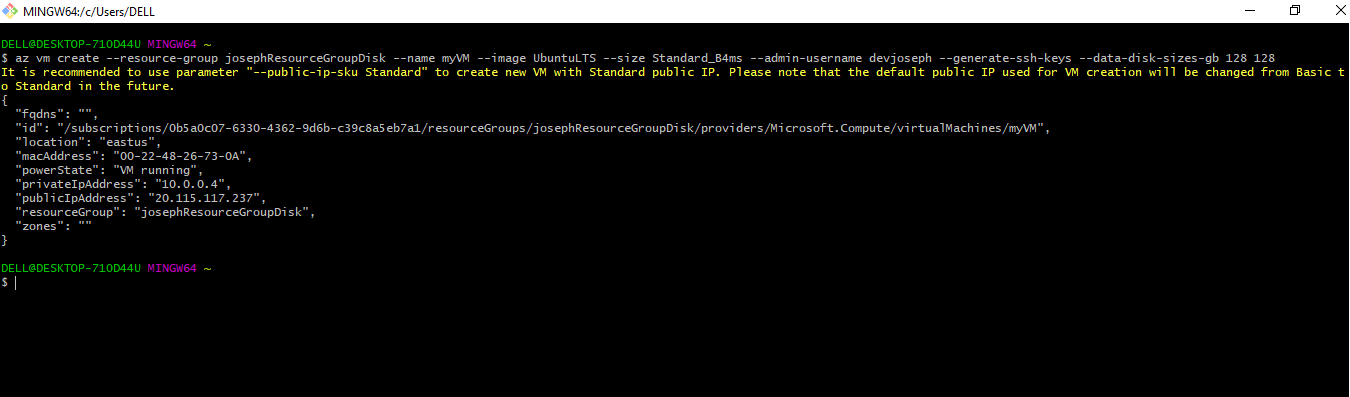 MINGW64:/c/Users/DELL
DELL@DESKTOP-71OD44U MINGW64 ~
$ az vm create --resource-group josephResourceGroupDisk --name myVM --image UbuntuLTS --size Standard_B4ms --admin-username devjoseph --generate-ssh-keys --data-disk-sizes-gb 128 128
It is recommended to use parameter "--public-ip-sku Standard" to create new VM with Standard public IP. Please note that the default public IP used for VM creation will be changed from Basic t
o Standard in the future.
{
  "fqdns": "",
  "id": "/subscriptions/0b5a0c07-6330-4362-9d6b-c39c8a5eb7a1/resourceGroups/josephResourceGroupDisk/providers/Microsoft.Compute/virtualMachines/myVM",
  "location": "eastus",
  "macAddress": "00-22-48-26-73-0A",
  "powerState": "VM running",
  "privateIpAddress": "10.0.0.4",
  "publicIpAddress": "20.115.117.237",
  "resourceGroup": "josephResourceGroupDisk",
  "zones": ""
}
DELL@DESKTOP-71OD44U MINGW64 ~
$